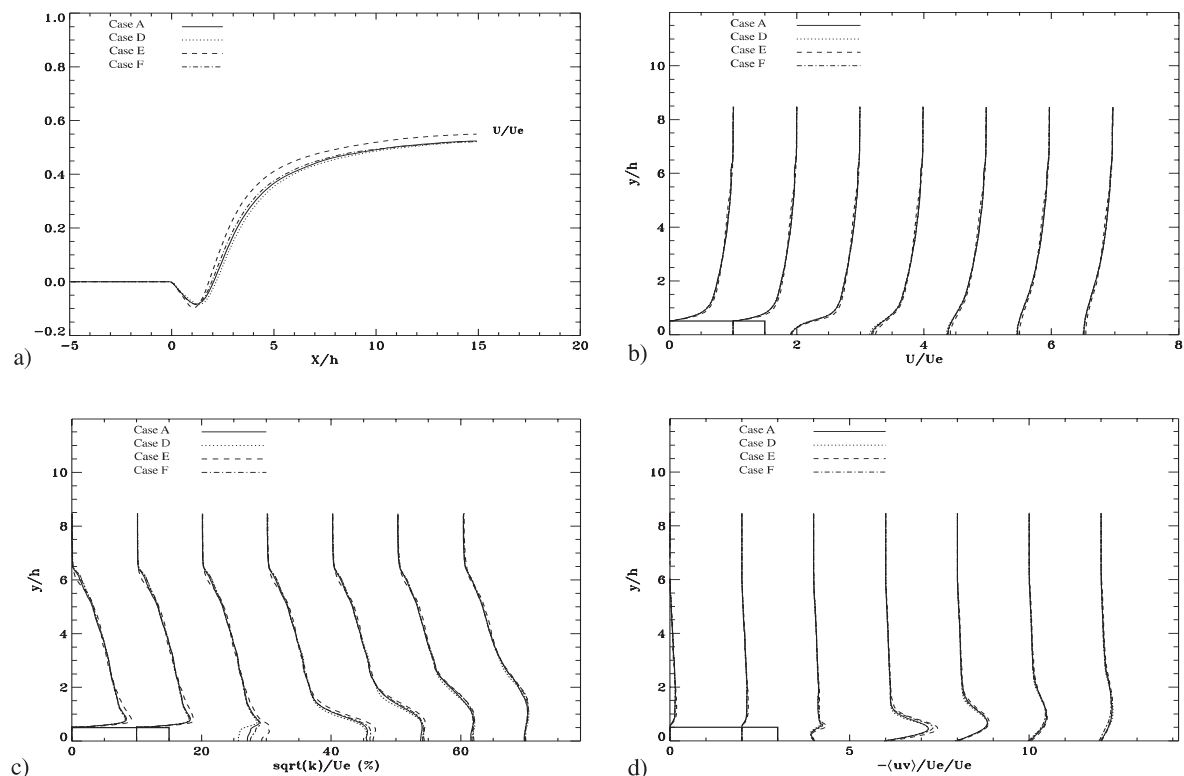 1.0
0.8
0.6
0.4
0.2
0.0
−0.2
−5 0 5 10 15 20
X/h
Case A
Case D
Case E
Case F
U/Ue
a)
10
8
6
4
2
0
y/h
0 2 4 6 8
U/Ue
Case A
Case D
Case E
Case F
b)
10
8
6
4
2
0
y/h
0 20 40 60
sqrt(k)/Ue (%)
Case A
Case D
Case E
Case F
c)
10
8
6
4
2
0
y/h
0 5 10
−⟨uv⟩/Ue/Ue
Case A
Case D
Case E
Case F
d)